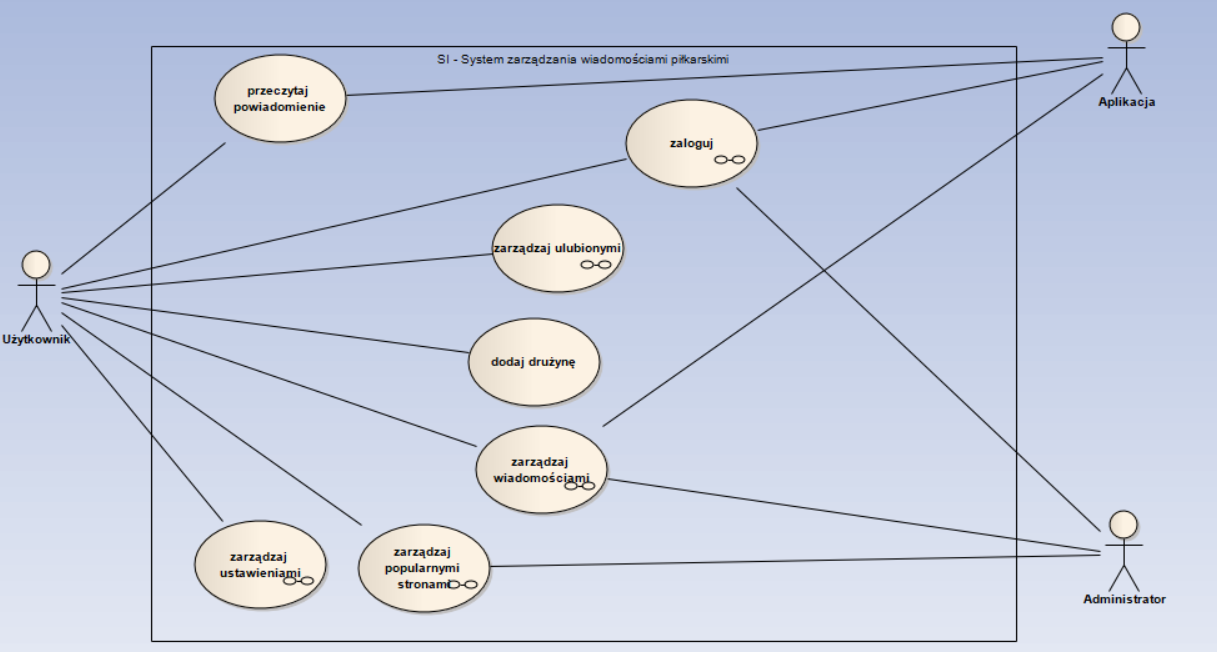 SI - System zarządzania wiadomościami piłkarskimi
przeczytaj
powiadomienie
Aplikacja
zaloguj
zarządzaj ulubionymi
Użytkownik
dodaj drużynę
zarządzaj
wiadomościami
zarządzaj
ustawieniami
zarządzaj
popularnymi
stronami
Administrator